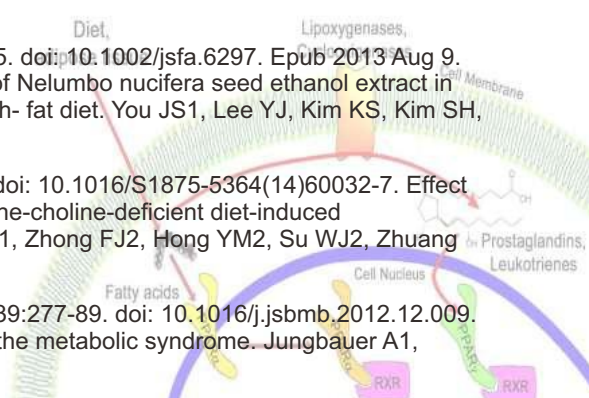 Diet,
Lipoxygenases,
5. doi: 10.1002/jsfa.6297. Epub 2013 Aug 9.
of Nelumbo nucifera seed ethanol extract in
Cell Membrane
h- fat diet. You JS1, Lee YJ, Kim KS, Kim SH,
doi: 10.1016/S1875-5364(14)60032-7. Effect
ne-choline-deficient diet-induced
1, Zhong FJ2, Hong YM2, Su WJ2, Zhuang
Prostaglandins,
Leukotrienes
Cell Nucleus
Fatty acids
39:277-89. doi: 10.1016/j.jsbmb.2012.12.009.
the metabolic syndrome. Jungbauer A1,
RXR
RXR